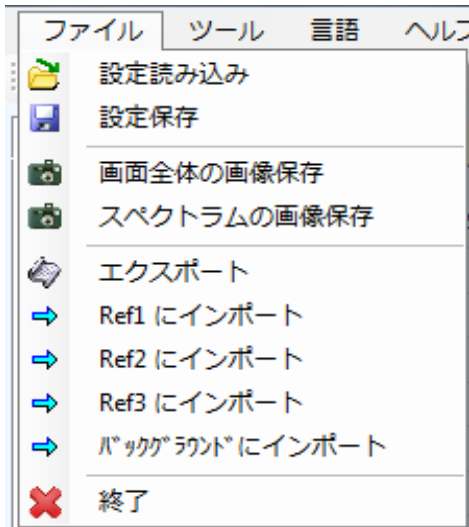 ファイル ツール 言語 ヘルプ
設定読み込み
設定保存
画面全体の画像保存
スペクトラムの画像保存
エクスポート
Ref1 にインポート
Ref2 にインポート
Ref3 にインポート
ﾊﾞｯｸｸﾞﾗｳﾝﾄﾞにインポート
終了